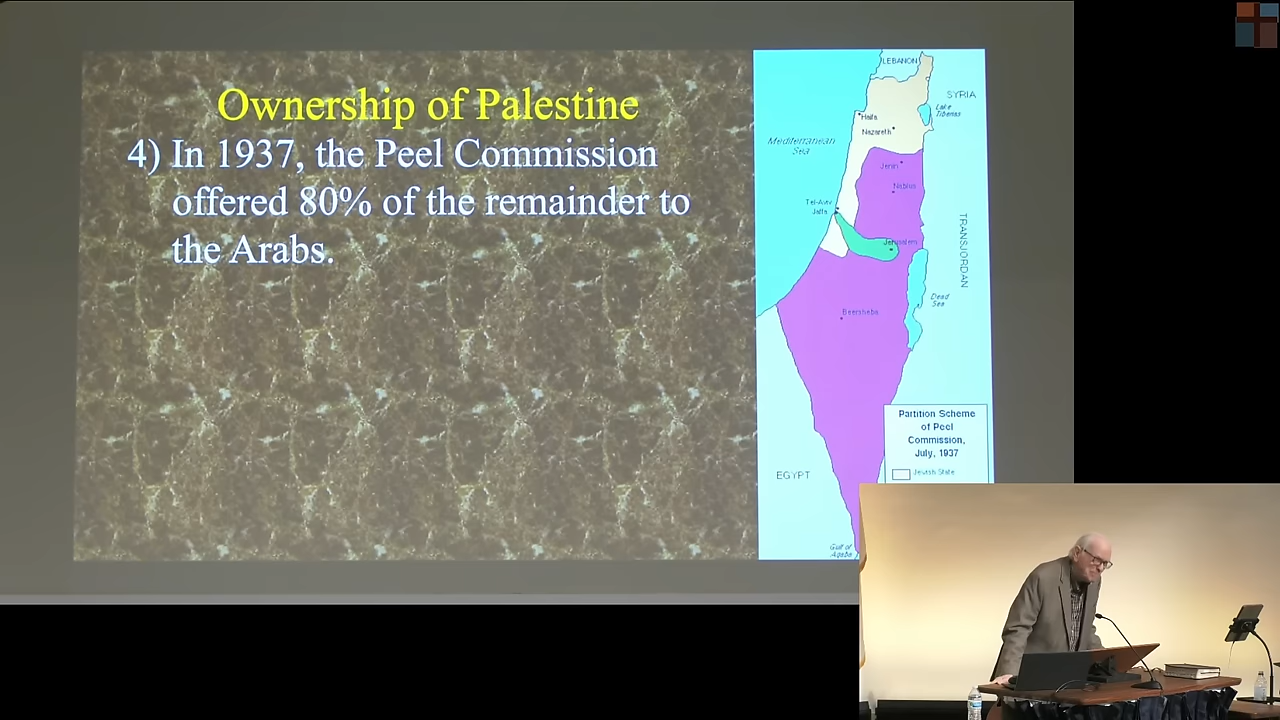 Ownership of Palestine
4) In 1937, the Peel Commission
offered 80% of the remainder to
the Arabs.
LEBANON
SYRIA
Lake
Tiberias
Haifa
Nazareth
Mediterranean
Sea
Jenin
Nablus
Tel-Aviv
Jaffa
TRANSJORDAN
Jerusalem
Dead
Sea
Beersheba
Partition Scheme
of Peel
Commission,
July, 1937
Jewish State
EGYPT
Gulf of
Aqaba